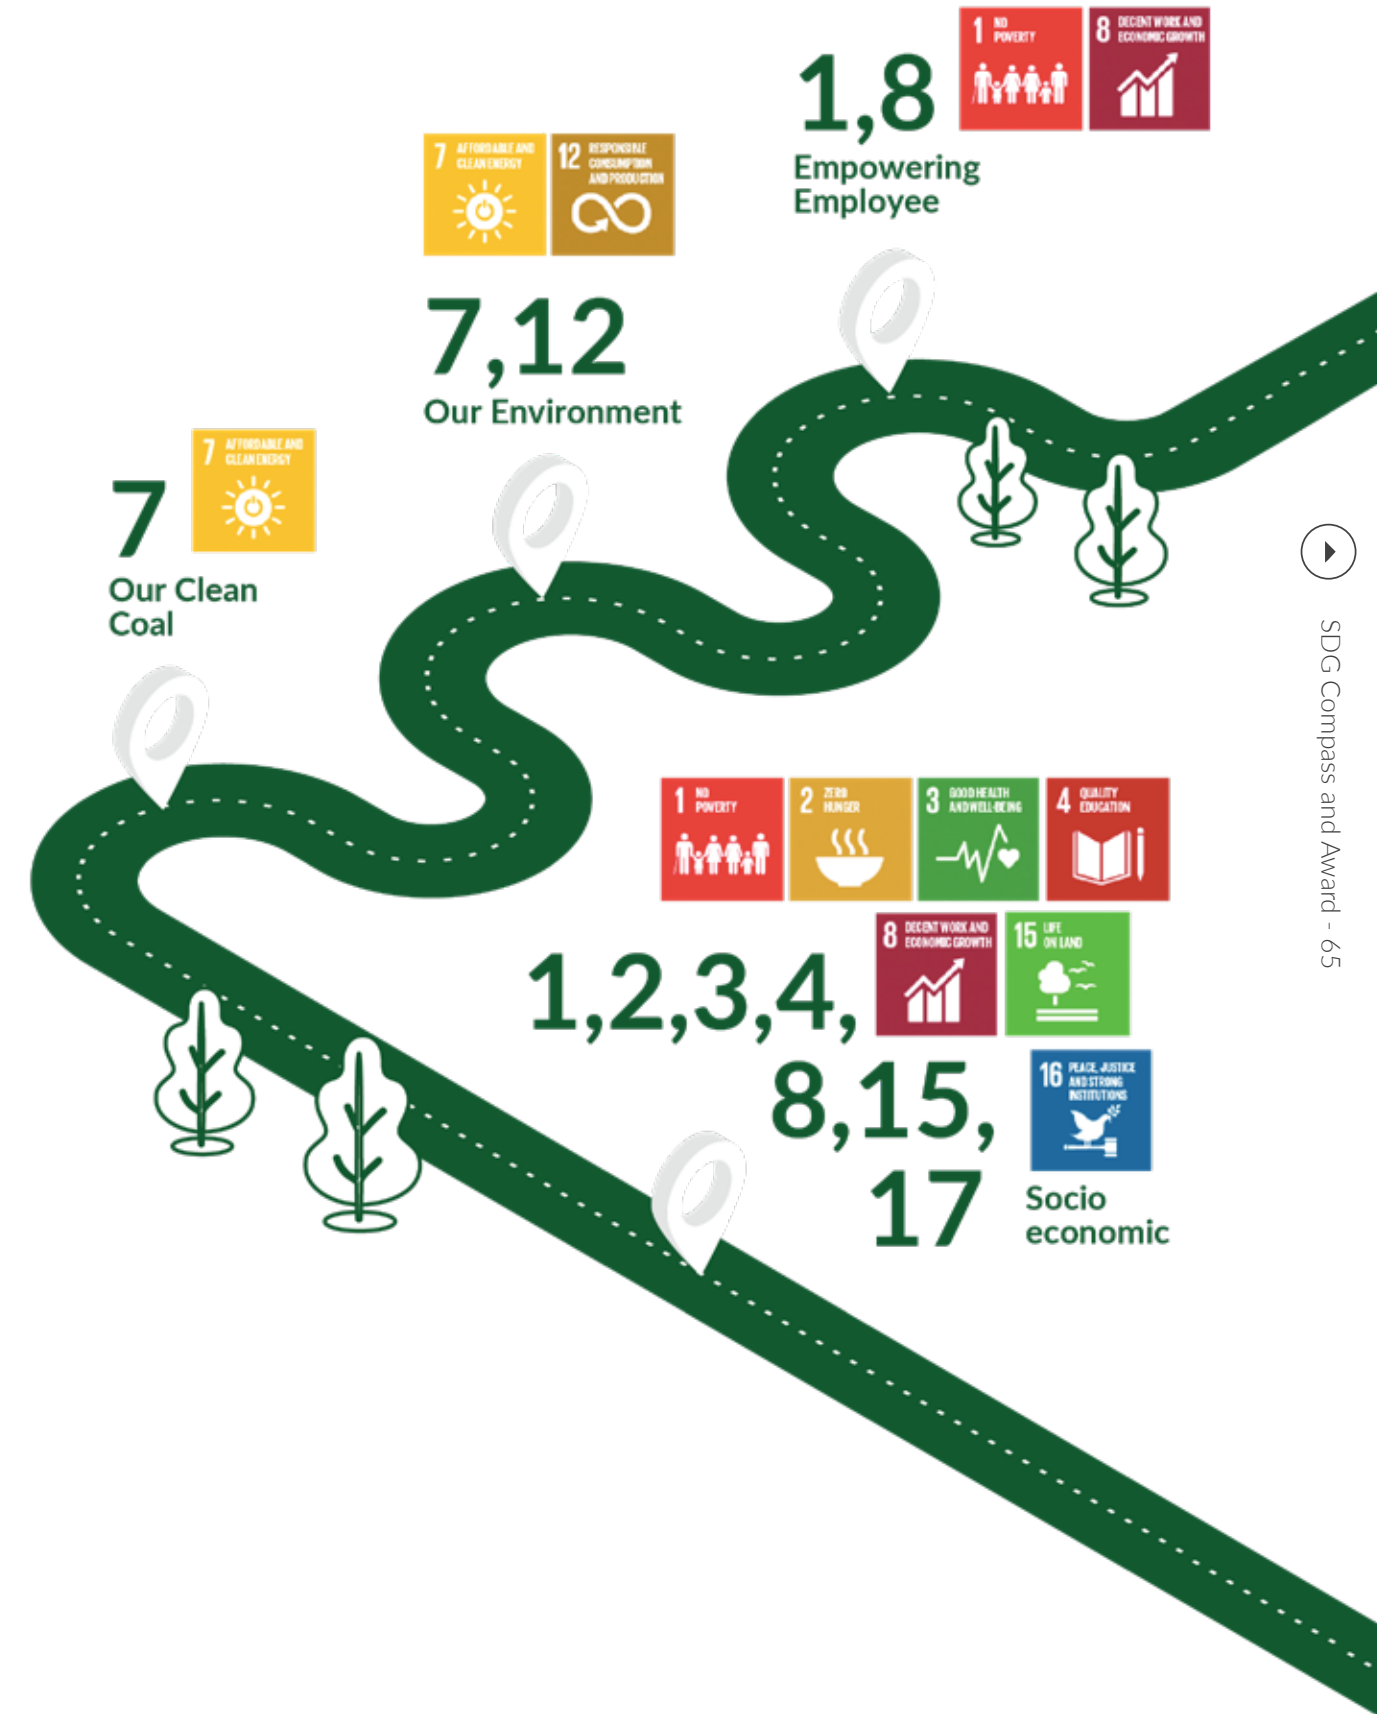 1 NO
POVERTY
8 DECENT WORK AND
ECONOMIC GROWTH
1,8
Empowering
Employee
7 AFFORDABLE AND
CLEAN ENERGY
12 RESPONSIBLE
CONSUMPTION
AND PRODUCTION
7,12
Our Environment
7 AFFORDABLE AND
CLEAN ENERGY
7
Our Clean
Coal
1 NO
POVERTY
2 ZERO
HUNGER
3 GOOD HEALTH
AND WELL-BEING
4 QUALITY
EDUCATION
8 DECENT WORK AND
ECONOMIC GROWTH
15 LIFE
ON LAND
1,2,3,4,
8,15,
17
16 PEACE, JUSTICE
AND STRONG
INSTITUTIONS
Socio
economic
SDG Compass and Award - 65